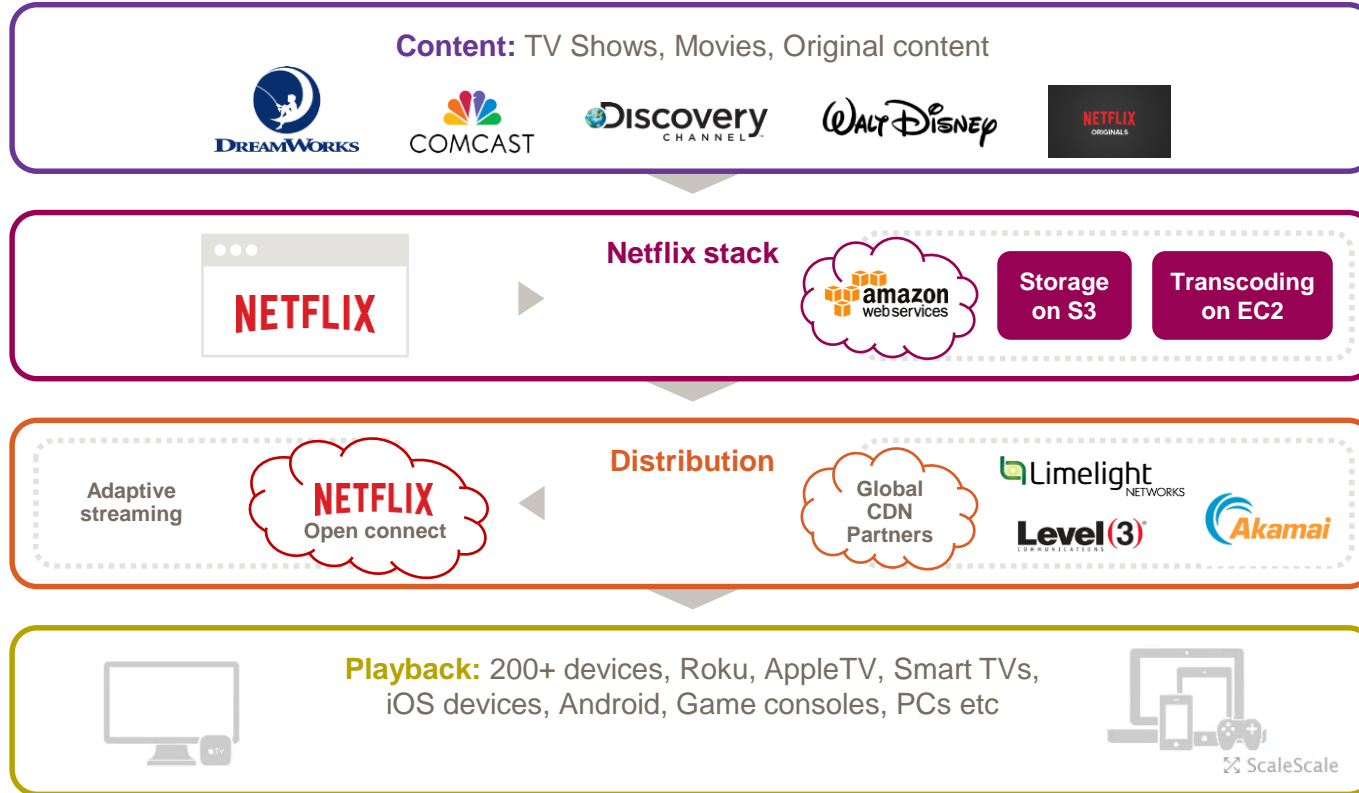 Content: TV Shows, Movies, Original content
DREAMWORKS
COMCAST
Discovery
CHANNEL
WALT DISNEY
NETFLIX
ORIGINALS
Netflix stack
NETFLIX
amazon
web services
Storage
on S3
Transcoding
on EC2
Distribution
Adaptive
streaming
NETFLIX
Open connect
Global
CDN
Partners
Limelight
NETWORKS
Level(3)®
COMMUNICATIONS
Akamai
Playback: 200+ devices, Roku, AppleTV, Smart TVs,
iOS devices, Android, Game consoles, PCs etc
tv
ScaleScale